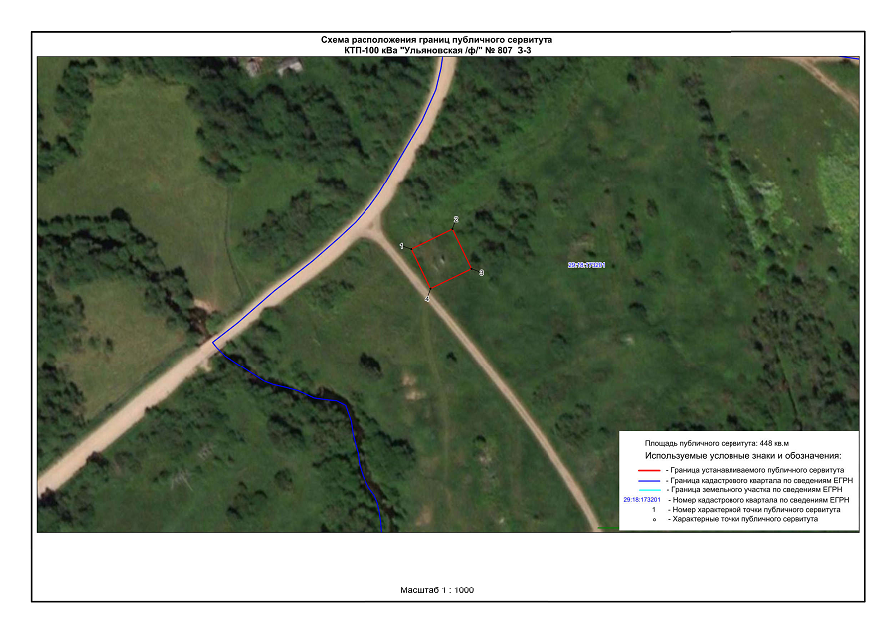 Схема расположения границ публичного сервитута
КТП-100 кВа "Ульяновская /ф/" № 807 З-3
2
1
29:18:173201
3
4
Площадь публичного сервитута: 448 кв.м
Используемые условные знаки и обозначения:
- Граница устанавливаемого публичного сервитута
- Граница кадастрового квартала по сведениям ЕГРН
- Граница земельного участка по сведениям ЕГРН
29:18:173201 - Номер кадастрового квартала по сведениям ЕГРН
1 - Номер характерной точки публичного сервитута
- Характерные точки публичного сервитута
Масштаб 1 : 1000